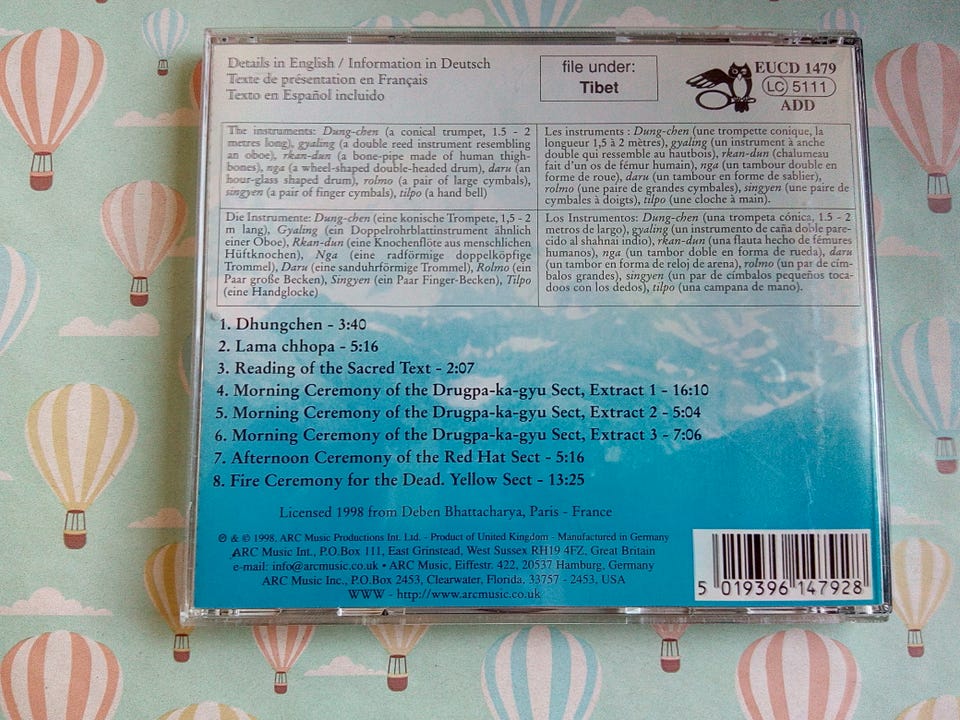 Details in English / Information in Deutsch
Texte de présentation en Français
Texto en Español incluido
file under:
Tibet
EUCD 1479
LC 5111
ADD
The instruments: Dung-chen (a conical trumpet, 1.5 - 2
metres long), gyaling (a double reed instrument resembling
an oboe), rkan-dun (a bone-pipe made of human thigh-
bones), nga (a wheel-shaped double-headed drum), daru (an
hour-glass shaped drum), rolmo (a pair of large cymbals),
singyen (a pair of finger cymbals), tilpo (a hand bell)
Les instruments : Dung-chen (une trompette conique, la
longueur 1,5 à 2 mètres), gyaling (un instrument à anche
double qui ressemble au hautbois), rkan-dun (chalumeau
fait d'un os de fémur humain), nga (un tambour double en
forme de roue), daru (un tambour en forme de sablier),
rolmo (une paire de grandes cymbales), singyen (une paire de
cymbales à doigts), tilpo (une cloche à main).
Die Instrumente: Dung-chen (eine konische Trompete, 1,5 - 2
m lang), Gyaling (ein Doppelrohrblattinstrument ähnlich
einer Oboe), Rkan-dun (eine Knochenflöte aus menschlichen
Hüftknochen), Nga (eine radförmige doppelköpfige
Trommel), Daru (eine sanduhrförmige Trommel), Rolmo (ein
Paar große Becken), Singyen (ein Paar Finger-Becken), Tilpo
(eine Handglocke)
Los Instrumentos: Dung-chen (una trompeta cónica, 1.5 - 2
metros de largo), gyaling (un instrumento de caña doble pare-
cido al shahnai indio), rkan-dun (una flauta hecho de fémures
humanos), nga (un tambor doble en forma de rueda), daru
(un tambor en forma de reloj de arena), rolmo (un par de cím-
balos grandes), singyen (un par de címbalos pequeños toca-
dos con los dedos), tilpo (una campana de mano).
1. Dhungchen - 3:40
2. Lama chhopa - 5:16
3. Reading of the Sacred Text - 2:07
4. Morning Ceremony of the Drugpa-ka-gyu Sect, Extract 1 - 16:10
5. Morning Ceremony of the Drugpa-ka-gyu Sect, Extract 2 - 5:04
6. Morning Ceremony of the Drugpa-ka-gyu Sect, Extract 3 - 7:06
7. Afternoon Ceremony of the Red Hat Sect - 5:16
8. Fire Ceremony for the Dead. Yellow Sect - 13:25
Licensed 1998 from Deben Bhattacharya, Paris - France
℗ & © 1998, ARC Music Productions Int. Ltd. - Product of United Kingdom - Manufactured in Germany
ARC Music Int., P.O.Box 111, East Grinstead, West Sussex RH19 4FZ, Great Britain
e-mail: info@arcmusic.co.uk • ARC Music, Eiffestr. 422, 20537 Hamburg, Germany
ARC Music Inc., P.O.Box 2453, Clearwater, Florida, 33757 - 2453, USA
WWW - http://www.arcmusic.co.uk
5 019396 147928